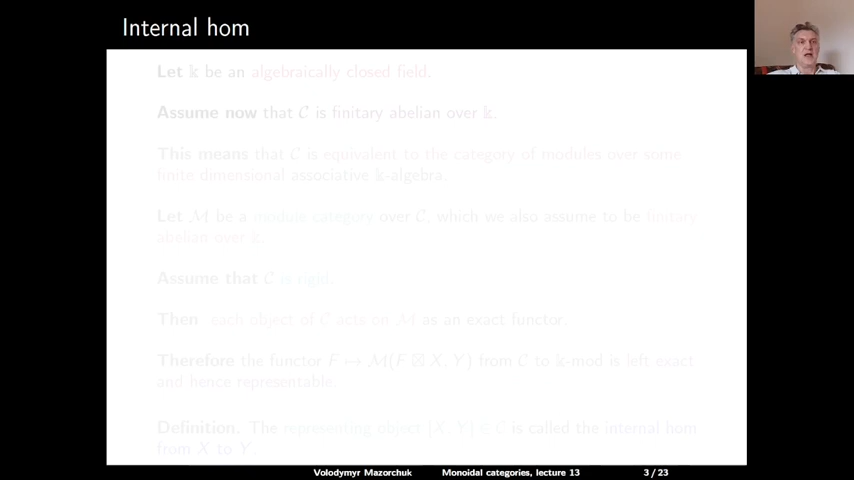 Internal hom
Let 𝕜 be an algebraically closed field.
Assume now that 𝒞 is finitary abelian over 𝕜.
This means that 𝒞 is equivalent to the category of modules over some
finite dimensional associative 𝕜-algebra.
Let ℳ be a module category over 𝒞, which we also assume to be finitary
abelian over 𝕜.
Assume that 𝒞 is rigid.
Then each object of 𝒞 acts on ℳ as an exact functor.
Therefore the functor F ↦ ℳ(F ⊠ X, Y) from 𝒞 to 𝕜-mod is left exact
and hence representable.
Definition. The representing object [X, Y] ∈ 𝒞 is called the internal hom
from X to Y.
Volodymyr Mazorchuk Monoidal categories, lecture 13 3 / 23